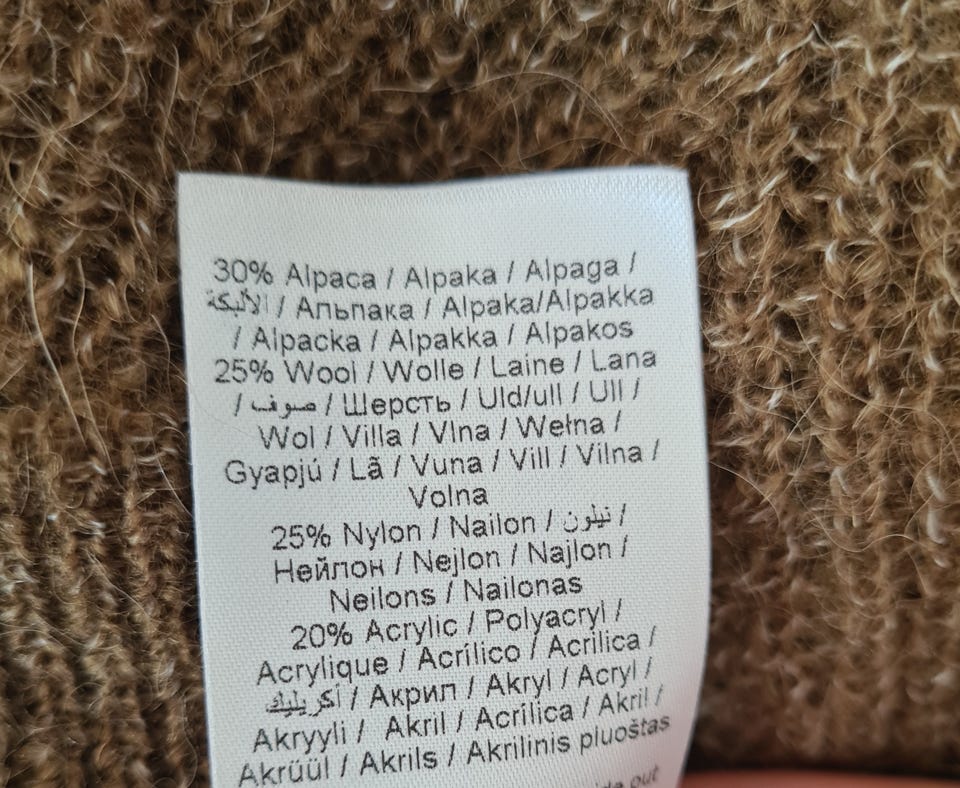 30% Alpaca / Alpaka / Alpaga /
الألبكة / Альпака / Alpaka/Alpakka
/ Alpacka / Alpakka / Alpakos
25% Wool / Wolle / Laine / Lana
/ صوف / Шерсть / Uld/ull / Ull /
Wol / Villa / Vlna / Wełna /
Gyapjú / Lã / Vuna / Vill / Vilna /
Volna
25% Nylon / Nailon / نيلون /
Нейлон / Nejlon / Najlon /
Neilons / Nailonas
20% Acrylic / Polyacryl /
Acrylique / Acrílico / Acrilica /
أكريليك / Акрил / Akryl / Acryl /
Akryyli / Akril / Acrílica / Akril /
Akrüül / Akrils / Akrilinis pluoštas
out